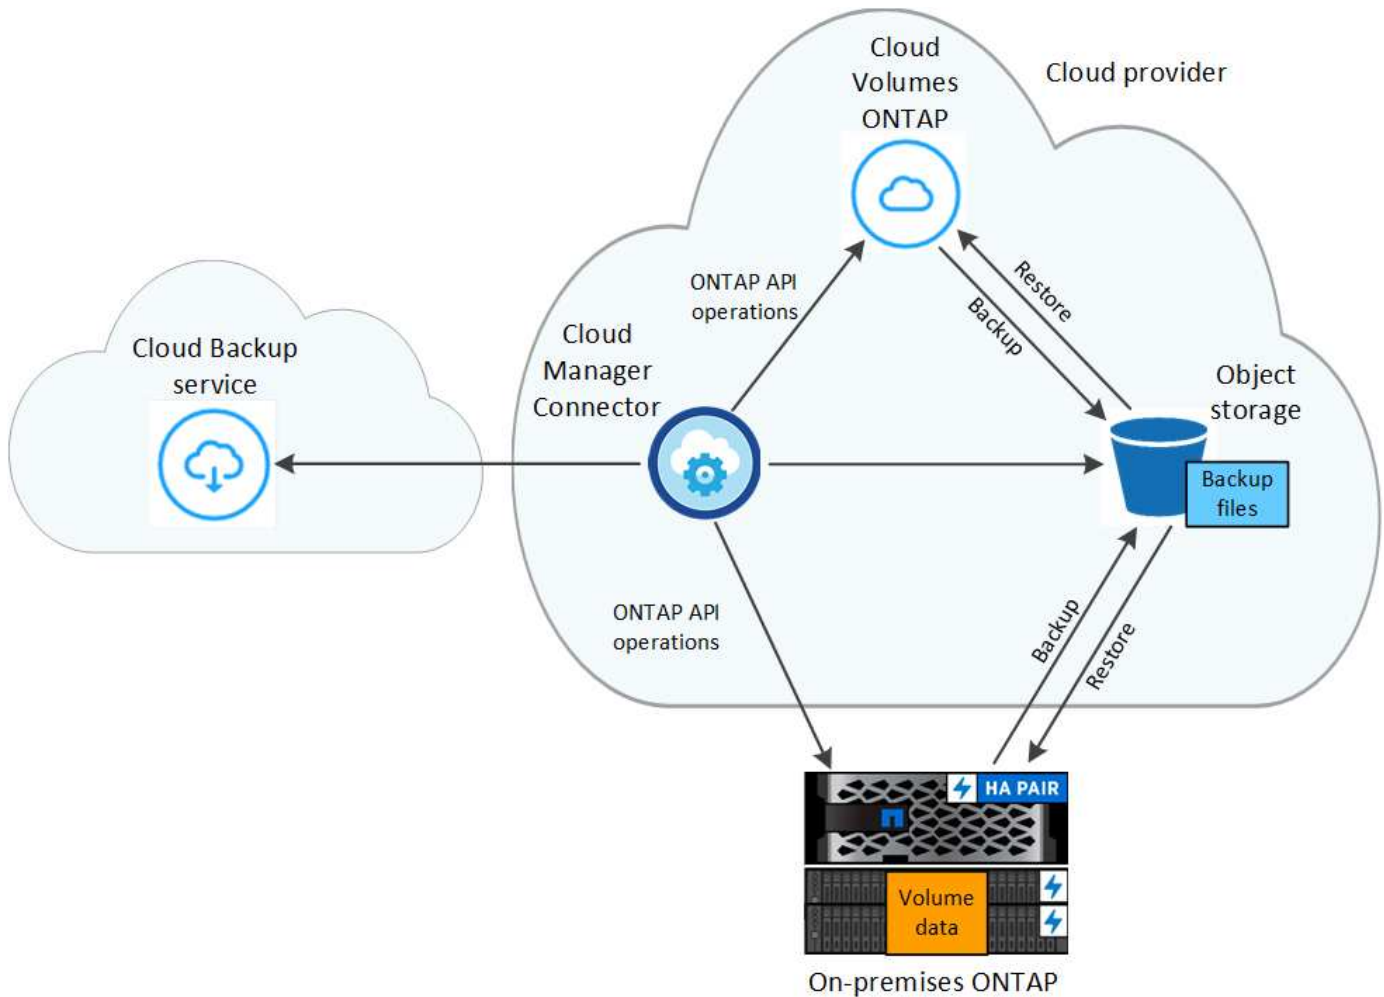 Cloud
Volumes
ONTAP
Cloud provider
ONTAP API
operations
Restore
Backup
Cloud
Manager
Connector
Cloud Backup
service
Object
storage
Backup
files
ONTAP API
operations
Backup
Restore
HA PAIR
Volume
data
On-premises ONTAP